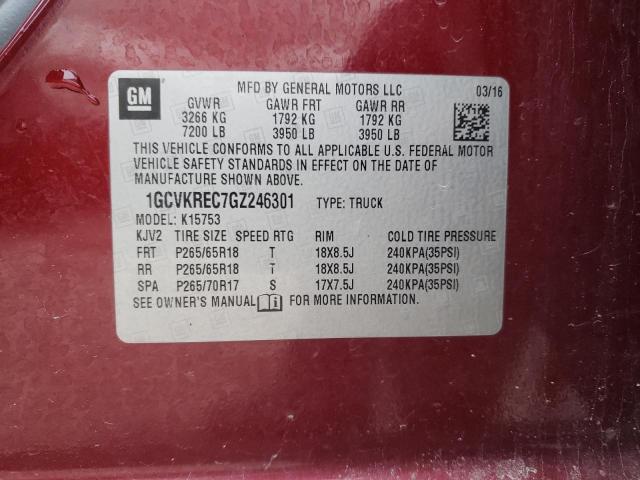 GM
MFD BY GENERAL MOTORS LLC 03/16
GVWR GAWR FRT GAWR RR
3266 KG 1792 KG 1792 KG
7200 LB 3950 LB 3950 LB
THIS VEHICLE CONFORMS TO ALL APPLICABLE U.S. FEDERAL MOTOR
VEHICLE SAFETY STANDARDS IN EFFECT ON THE DATE OF
MANUFACTURE SHOWN ABOVE.
1GCVKREC7GZ246301 TYPE: TRUCK
MODEL: K15753
KJV2 TIRE SIZE SPEED RTG RIM COLD TIRE PRESSURE
FRT P265/65R18 T 18X8.5J 240KPA(35PSI)
RR P265/65R18 T 18X8.5J 240KPA(35PSI)
SPA P265/70R17 S 17X7.5J 240KPA(35PSI)
SEE OWNER'S MANUAL FOR MORE INFORMATION.